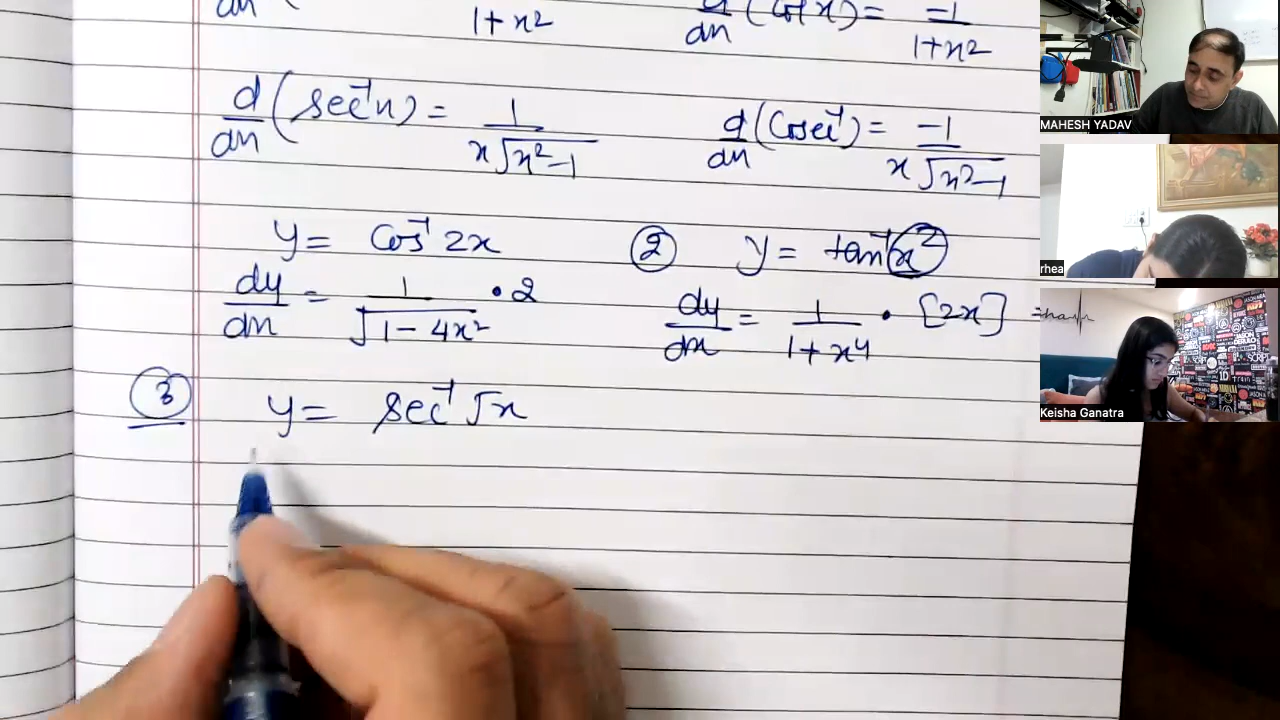 d/dx 1+x² d/dx (cot⁻¹x) = -1/1+x²
d/dx (sec⁻¹x) = 1/x√x²-1 d/dx (Cosec⁻¹) = -1/x√x²-1
y = Cos⁻¹ 2x ② y = tan⁻¹(x²)
dy/dx = 1/√1-4x² · 2 dy/dx = 1/1+x⁴ · [2x] =
③ y = sec⁻¹ √x
MAHESH YADAV
rhea
Keisha Ganatra